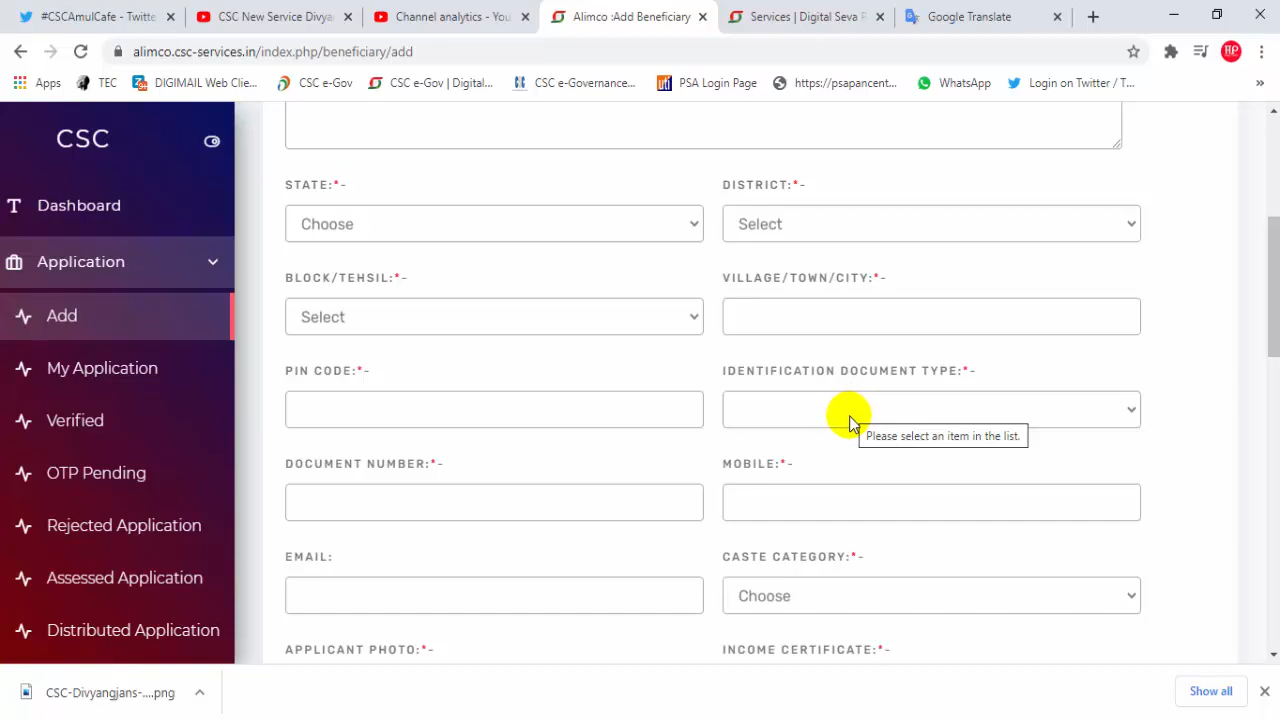 #CSCAmulCafe - Twitte
CSC New Service Divya
Channel analytics - You
Alimco :Add Beneficiary
Services | Digital Seva P
Google Translate
alimco.csc-services.in/index.php/beneficiary/add
Apps
TEC
DIGIMAIL Web Clie...
CSC e-Gov
CSC e-Gov | Digital...
CSC e-Governance...
PSA Login Page
https://psapancent...
WhatsApp
Login on Twitter / T...
»
CSC
Dashboard
Application
Add
My Application
Verified
OTP Pending
Rejected Application
Assessed Application
Distributed Application
STATE:*-
DISTRICT:*-
Choose
Select
BLOCK/TEHSIL:*-
VILLAGE/TOWN/CITY:*-
Select
PIN CODE:*-
IDENTIFICATION DOCUMENT TYPE:*-
Please select an item in the list.
DOCUMENT NUMBER:*-
MOBILE:*-
EMAIL:
CASTE CATEGORY:*-
Choose
APPLICANT PHOTO:*-
INCOME CERTIFICATE:*-
CSC-Divyangjans-....png
Show all